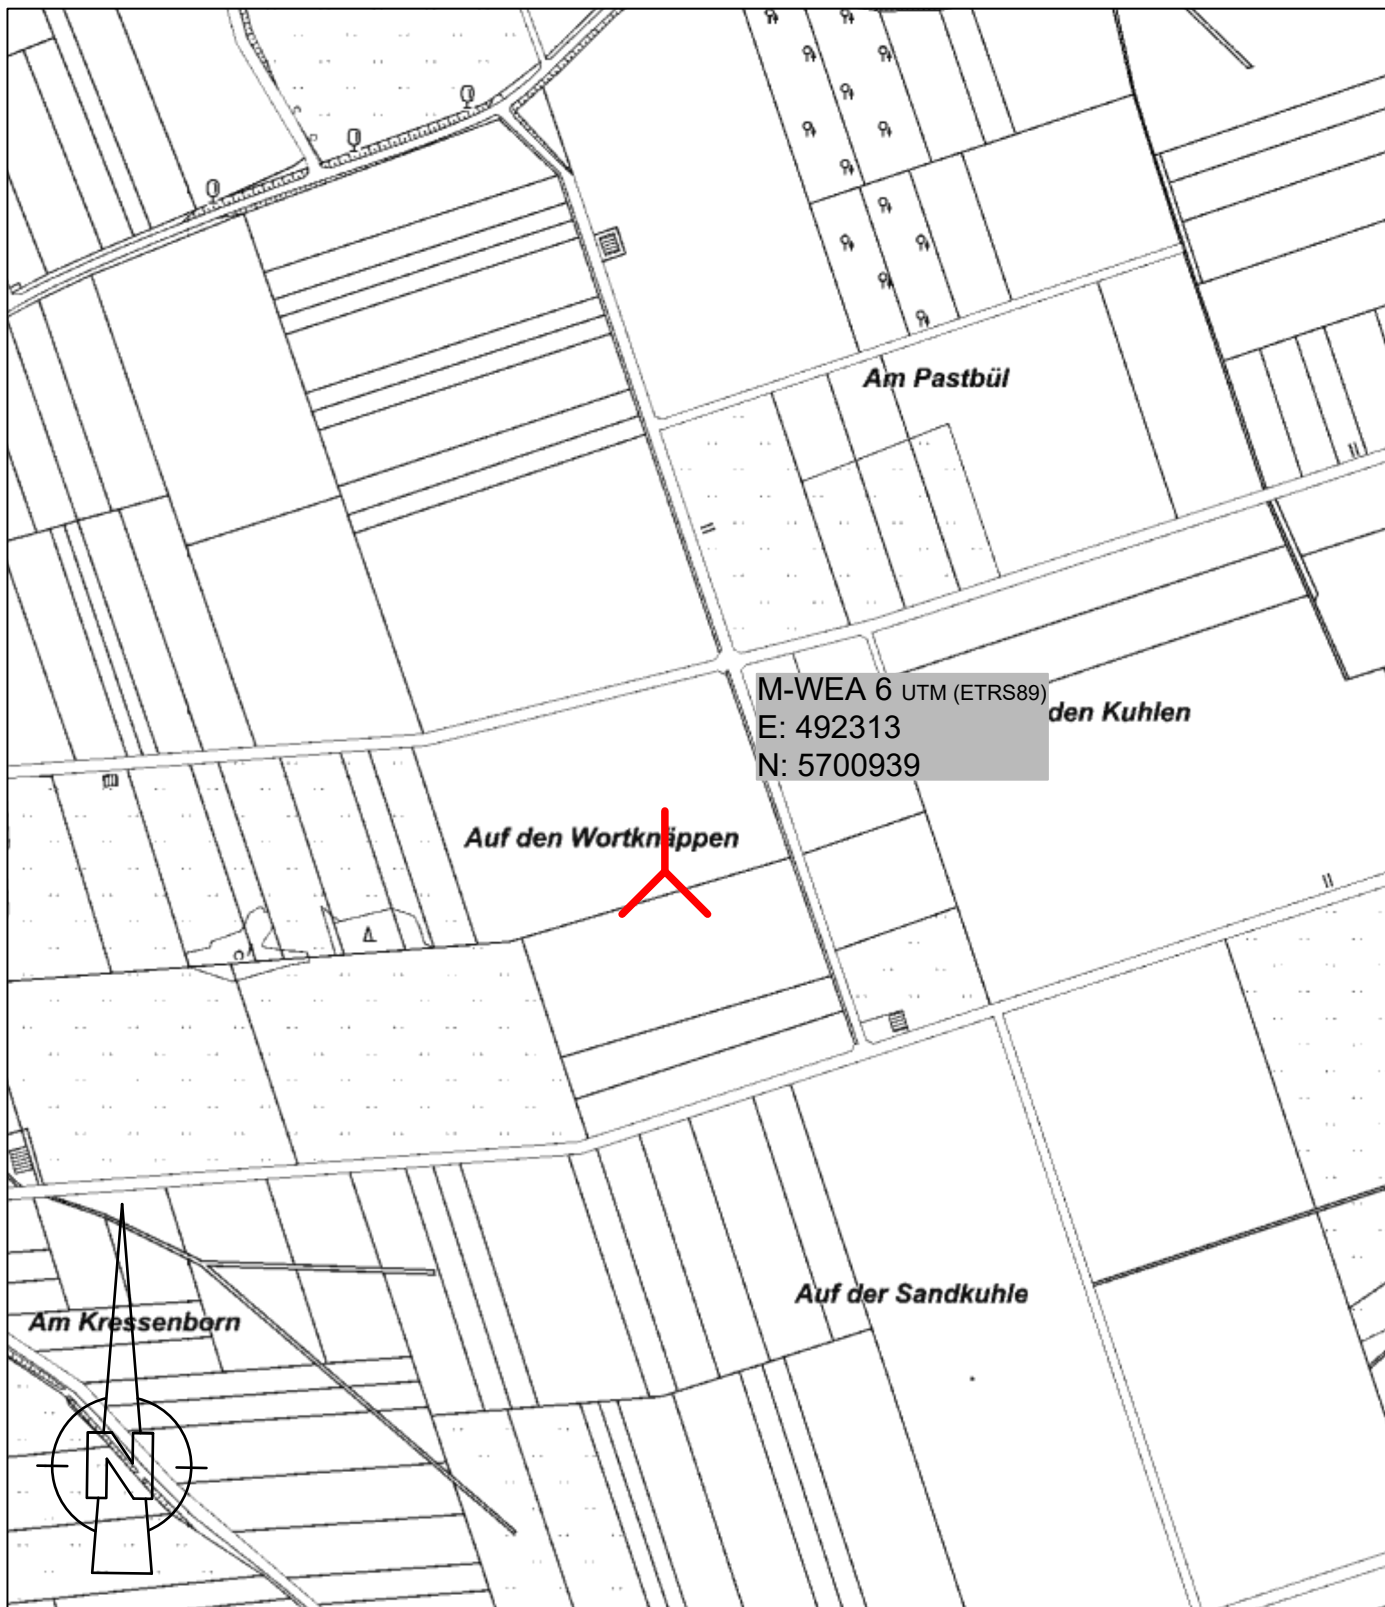 Am Pastbül
M-WEA 6 UTM (ETRS89)
E: 492313
N: 5700939
den Kuhlen
Auf den Wortknäppen
Auf der Sandkuhle
Am Kressenborn
N